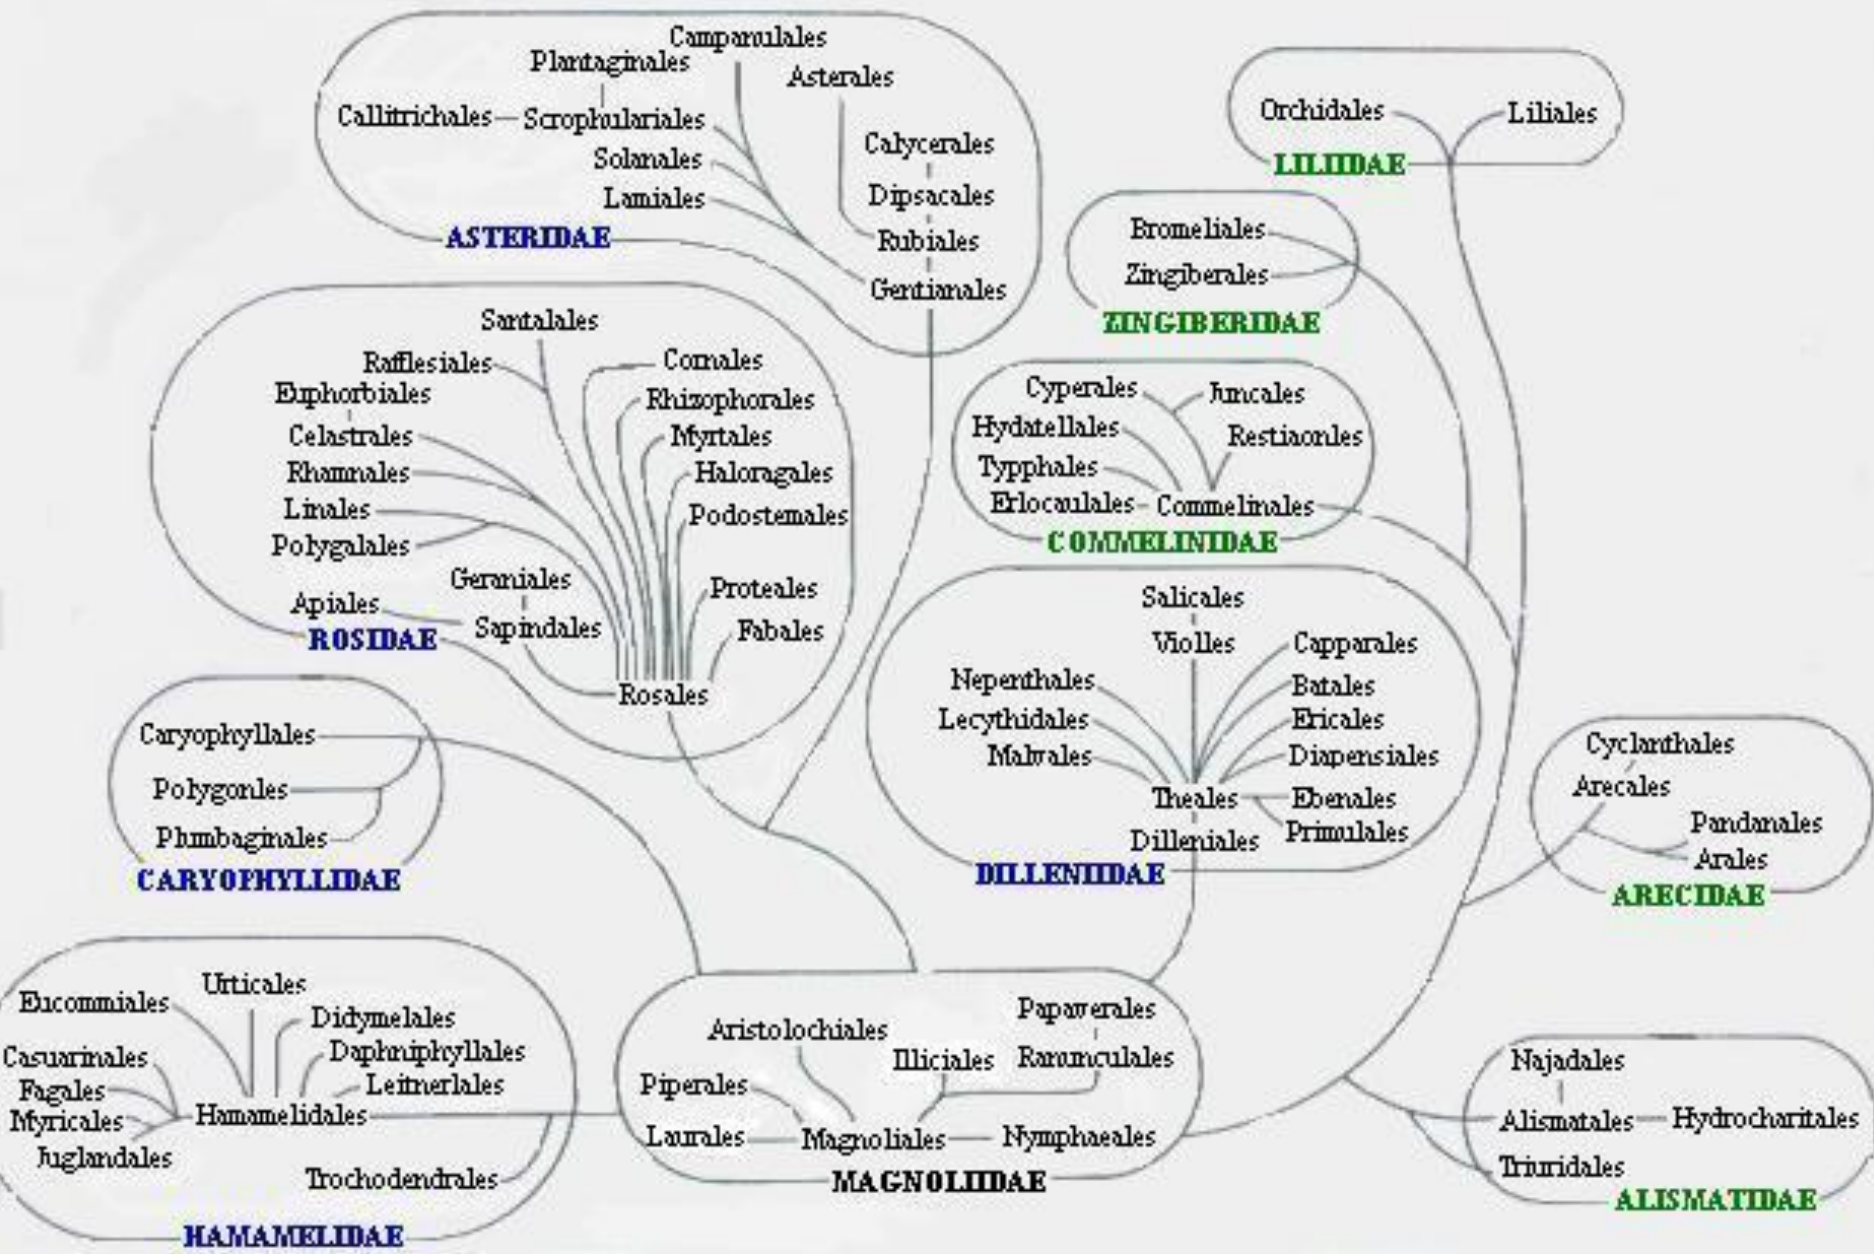 Campanulales
Plantaginales
Asterales
Callitrichales
Scrophulariales
Calycerales
Solanales
Dipsacales
Lamiales
Rubiales
Gentianales
ASTERIDAE
Orchidales
Liliales
LILIIDAE
Bromeliales
Zingiberales
ZINGIBERIDAE
Santalales
Rafflesiales
Cornales
Euphorbiales
Rhizophorales
Celastrales
Myrtales
Rhamnales
Haloragales
Linales
Podostemales
Polygalales
Geraniales
Proteales
Apiales
Sapindales
Fabales
ROSIDAE
Rosales
Cyperales
Juncales
Hydatellales
Restiaonles
Typphales
Erlocaulales
Commelinales
COMMELINIDAE
Salicales
Violles
Capparales
Nepenthales
Batales
Lecythidales
Ericales
Malvales
Diapensiales
Theales
Ebenales
Dilleniales
Primulales
DILLENIIDAE
Caryophyllales
Polygonles
Plumbaginales
CARYOPHYLLIDAE
Cyclanthales
Arecales
Pandanales
Arales
ARECIDAE
Urticales
Eucommiales
Didymelales
Casuarinales
Daphniphyllales
Fagales
Leitnerlales
Myricales
Hamamelidales
Juglandales
Trochodendrales
HAMAMELIDAE
Papaverales
Aristolochiales
Illiciales
Ranunculales
Piperales
Laurales
Magnoliales
Nymphaeales
MAGNOLIIDAE
Najadales
Alismatales
Hydrocharitales
Triuridales
ALISMATIDAE